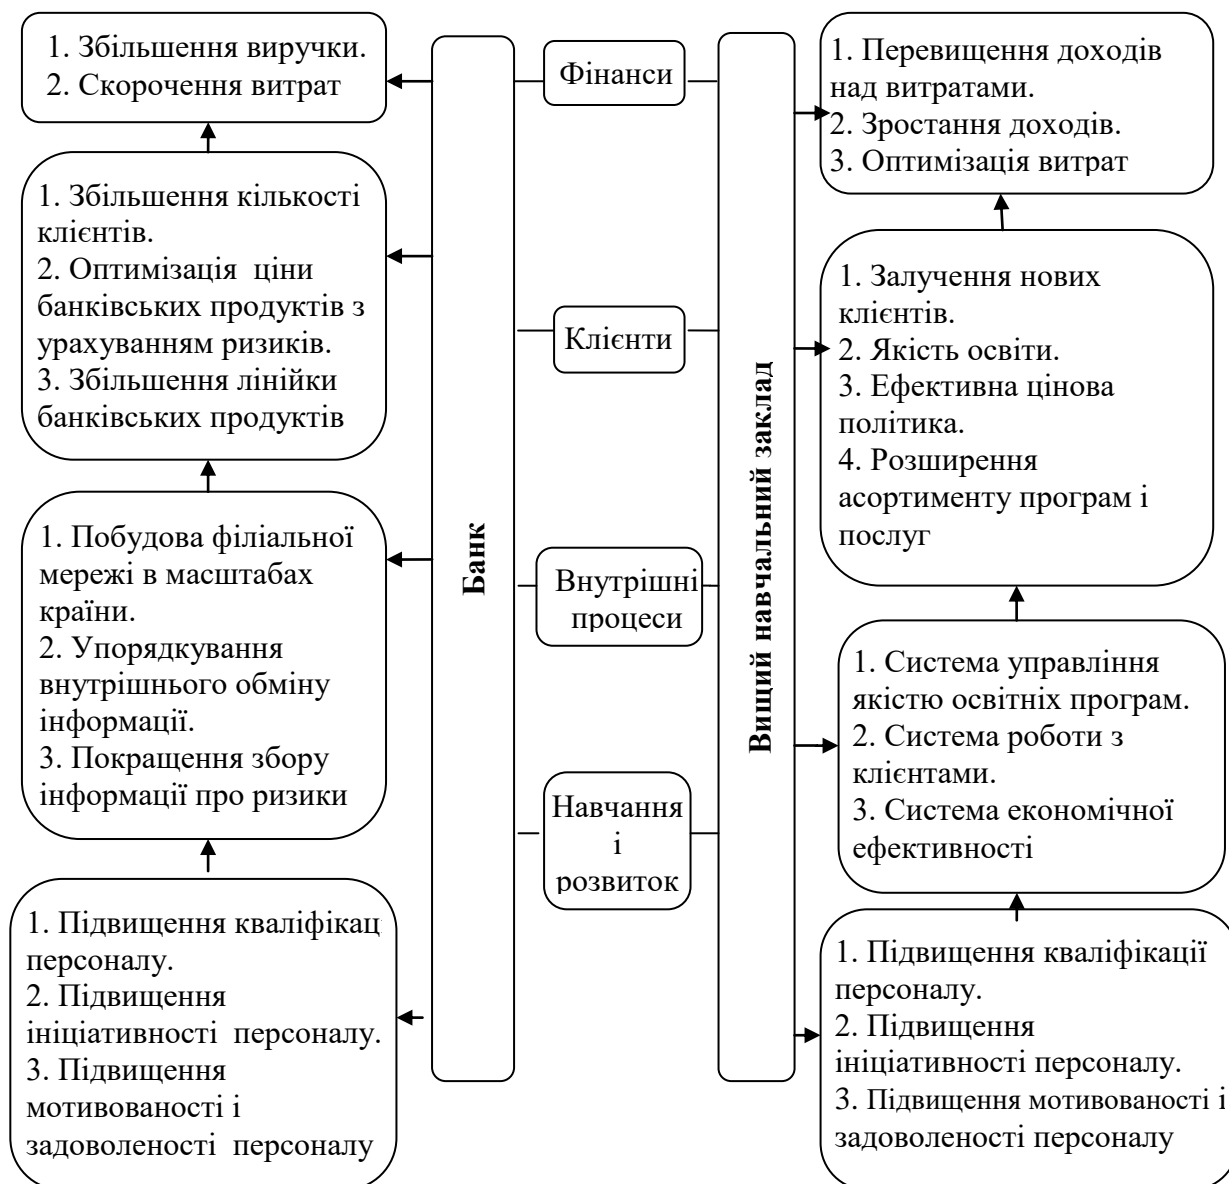 1. Збільшення виручки.
2. Скорочення витрат
1. Збільшення кількості
клієнтів.
2. Оптимізація ціни
банківських продуктів з
урахуванням ризиків.
3. Збільшення лінійки
банківських продуктів
1. Побудова філіальної
мережі в масштабах
країни.
2. Упорядкування
внутрішнього обміну
інформації.
3. Покращення збору
інформації про ризики
1. Підвищення кваліфікац
персоналу.
2. Підвищення
ініціативності персоналу.
3. Підвищення
мотивованості і
задоволеності персоналу
Банк
Фінанси
Клієнти
Внутрішні
процеси
Навчання
і
розвиток
Вищий навчальний заклад
1. Перевищення доходів
над витратами.
2. Зростання доходів.
3. Оптимізація витрат
1. Залучення нових
клієнтів.
2. Якість освіти.
3. Ефективна цінова
політика.
4. Розширення
асортименту програм і
послуг
1. Система управління
якістю освітніх програм.
2. Система роботи з
клієнтами.
3. Система економічної
ефективності
1. Підвищення кваліфікації
персоналу.
2. Підвищення
ініціативності персоналу.
3. Підвищення мотивованості і
задоволеності персоналу